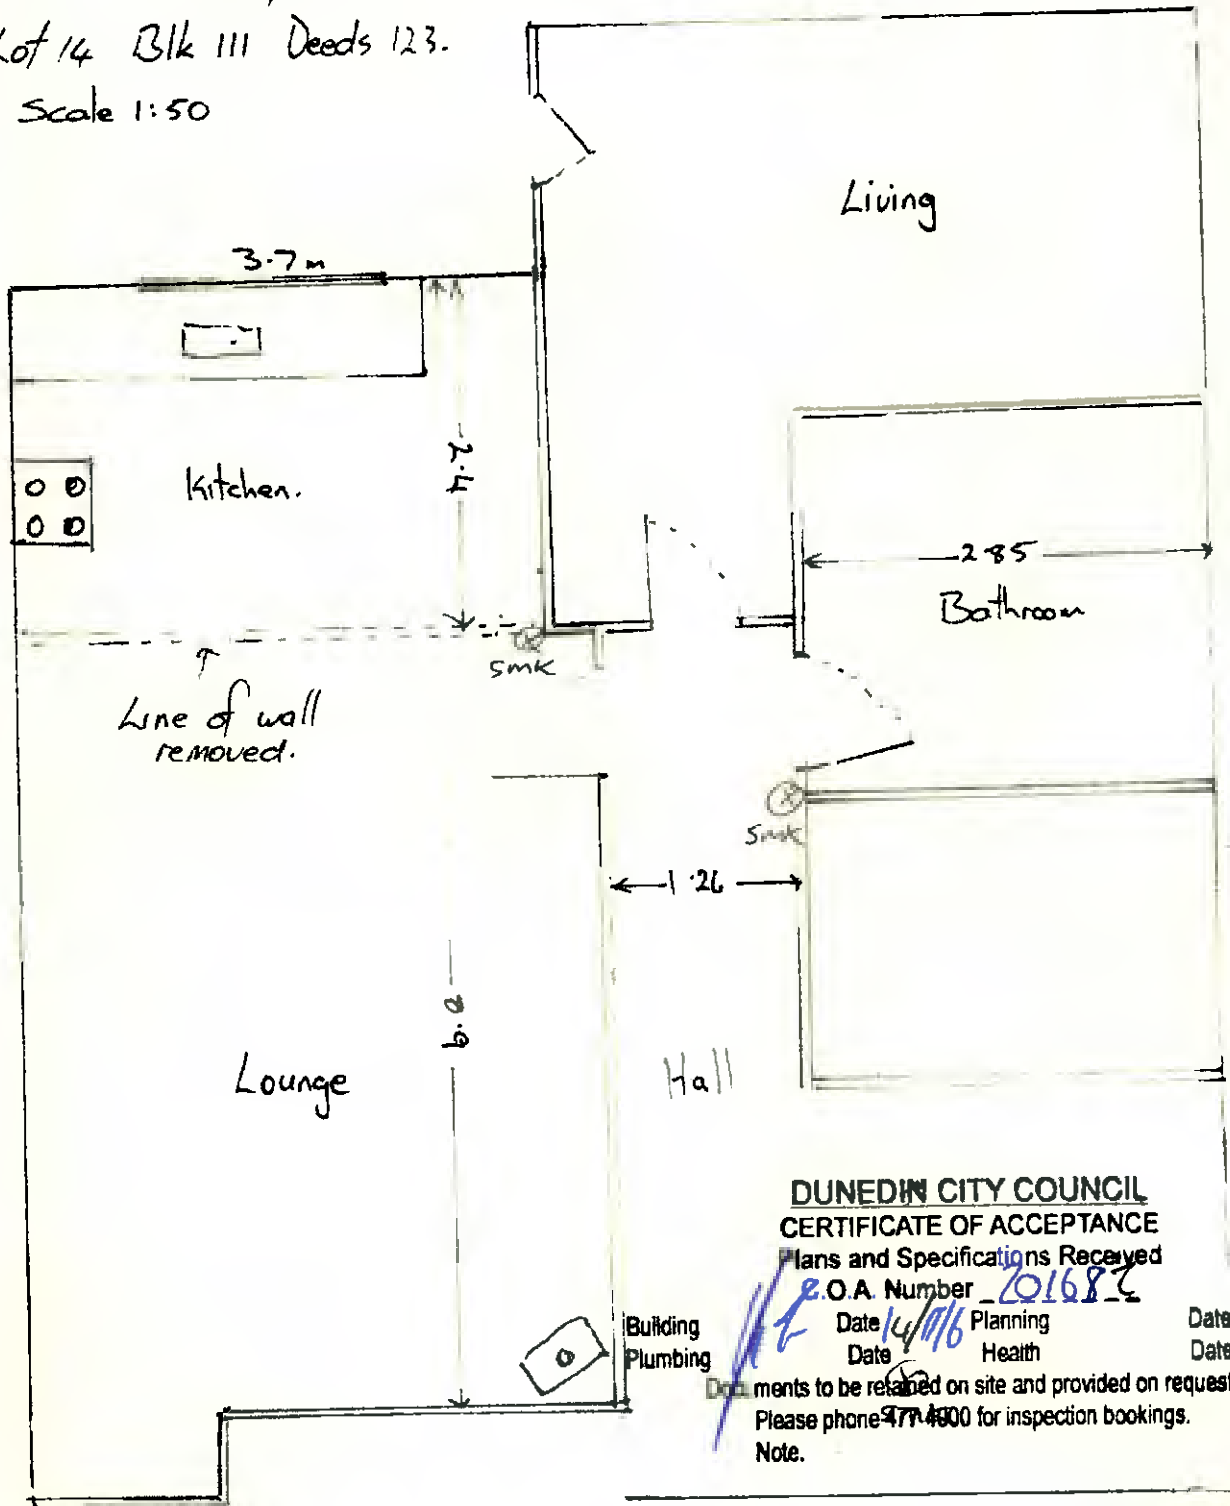 Lot 14 Blk III Deeds 123.
Scale 1:50
Living
3.7m
2.4
Kitchen.
2.85
Bathroom
smk
Line of wall
removed.
smk
1.26
Lounge
Hall
DUNEDIN CITY COUNCIL
CERTIFICATE OF ACCEPTANCE
Plans and Specifications Received
C.O.A. Number
Building Date Planning Date
Plumbing Date Health Date
Documents to be retained on site and provided on request
Please phone 477 4000 for inspection bookings.
Note.